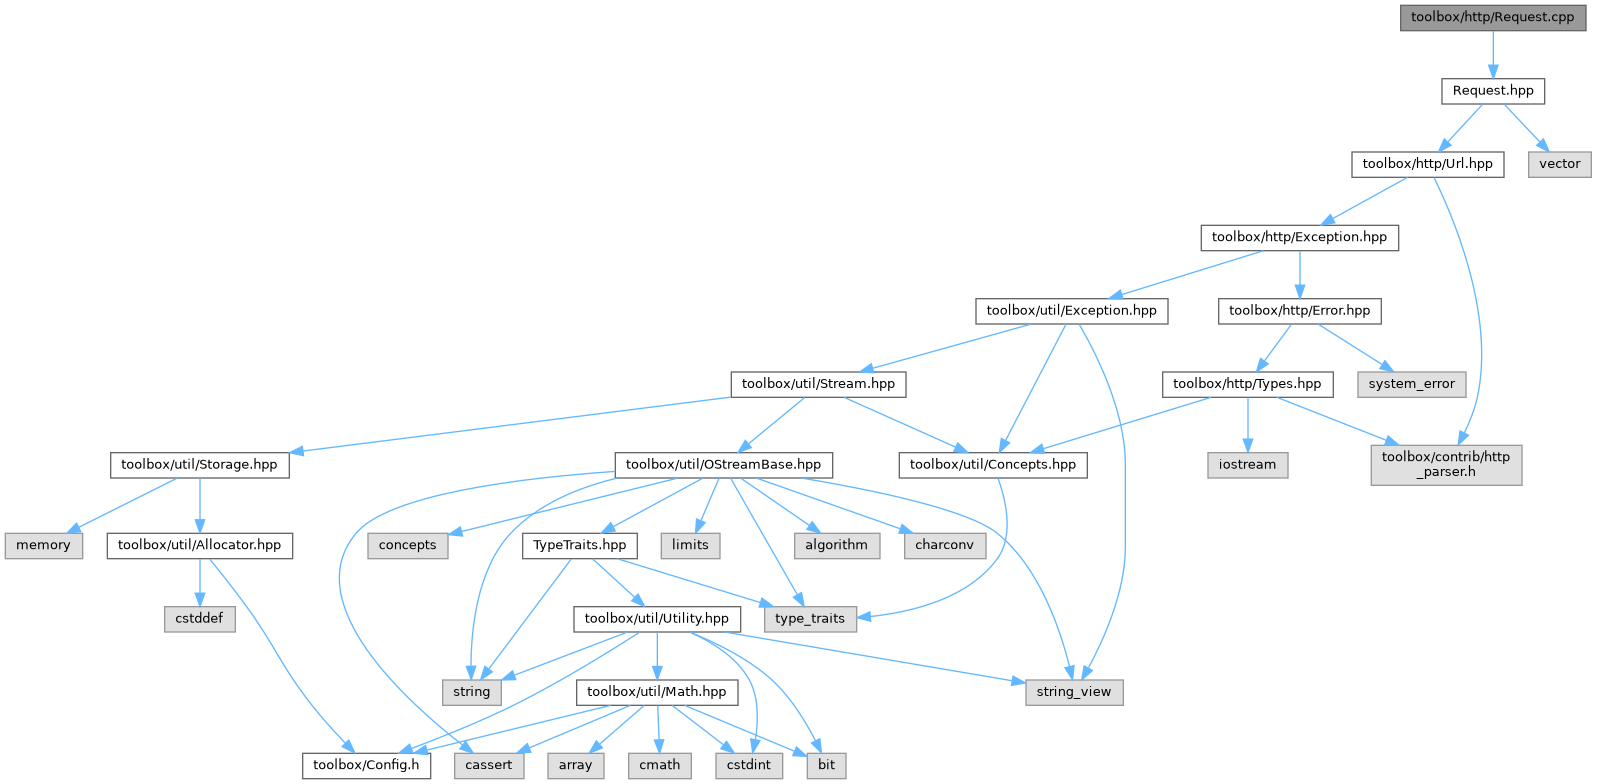 toolbox/http/Request.cpp
Request.hpp
toolbox/http/Url.hpp
vector
toolbox/http/Exception.hpp
toolbox/util/Exception.hpp
toolbox/http/Error.hpp
toolbox/util/Stream.hpp
toolbox/http/Types.hpp
system_error
toolbox/util/Storage.hpp
toolbox/util/OStreamBase.hpp
toolbox/util/Concepts.hpp
iostream
toolbox/contrib/http
_parser.h
memory
toolbox/util/Allocator.hpp
concepts
TypeTraits.hpp
limits
algorithm
charconv
cstddef
toolbox/util/Utility.hpp
type_traits
string
toolbox/util/Math.hpp
string_view
toolbox/Config.h
cassert
array
cmath
cstdint
bit